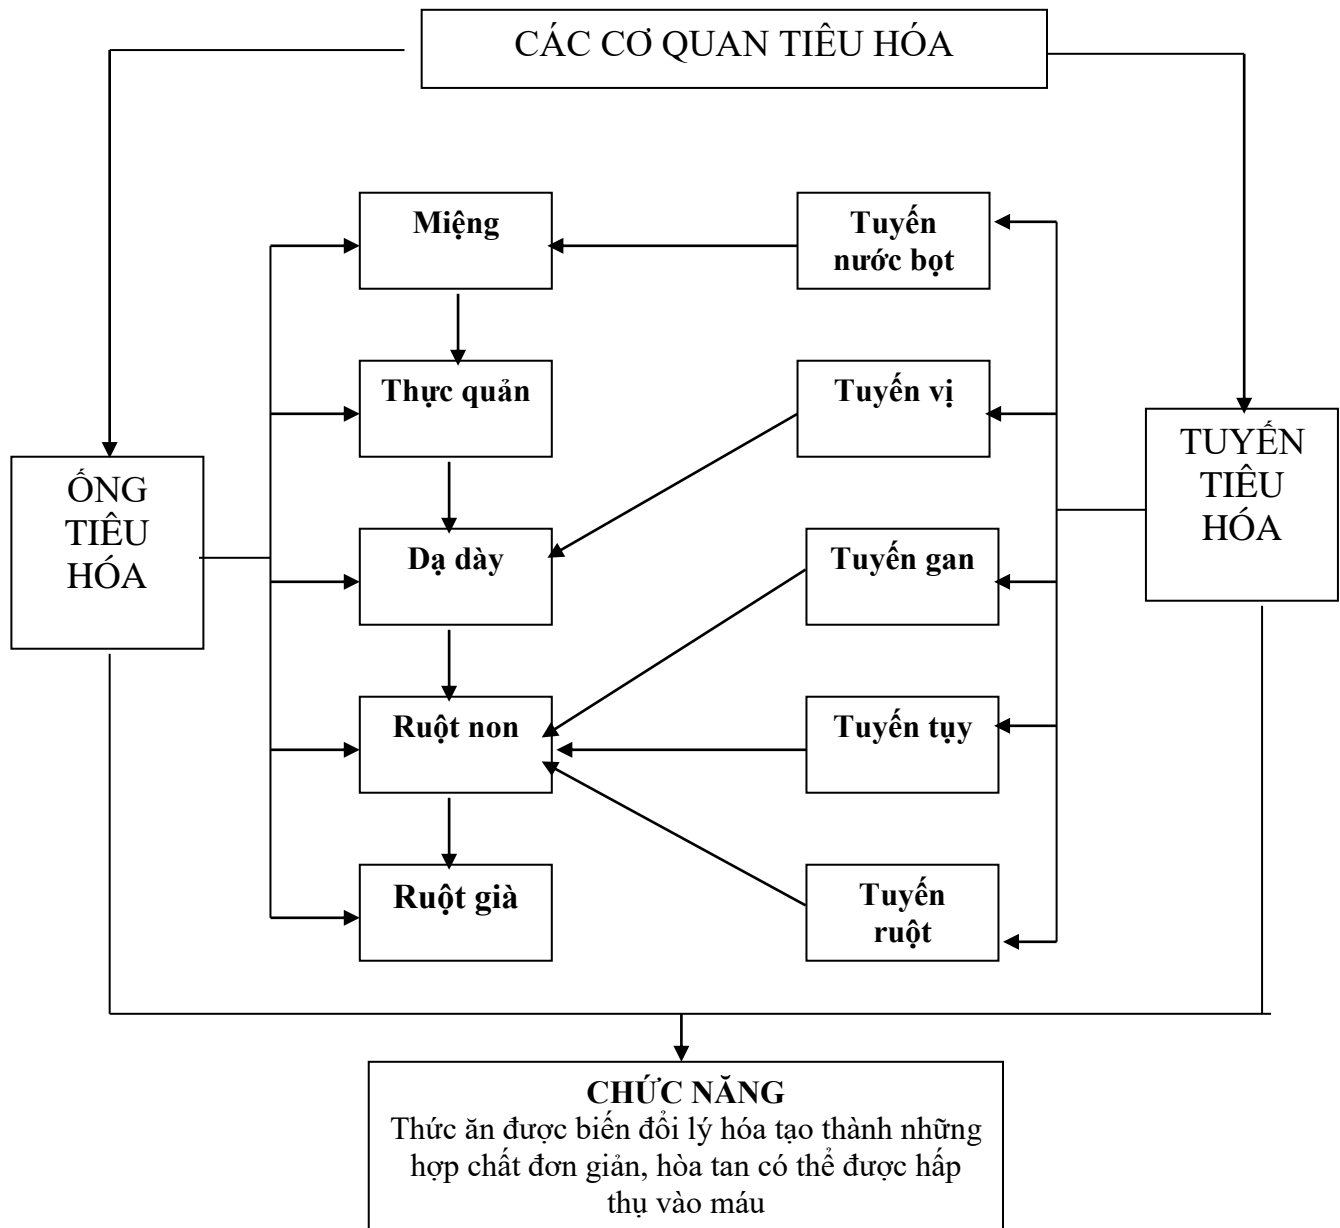 CÁC CƠ QUAN TIÊU HÓA
Miệng
Tuyến
nước bọt
Thực quản
Tuyến vị
ỐNG
TIÊU
HÓA
TUYẾN
TIÊU
HÓA
Dạ dày
Tuyến gan
Ruột non
Tuyến tụy
Ruột già
Tuyến
ruột
CHỨC NĂNG
Thức ăn được biến đổi lý hóa tạo thành những
hợp chất đơn giản, hòa tan có thể được hấp
thụ vào máu